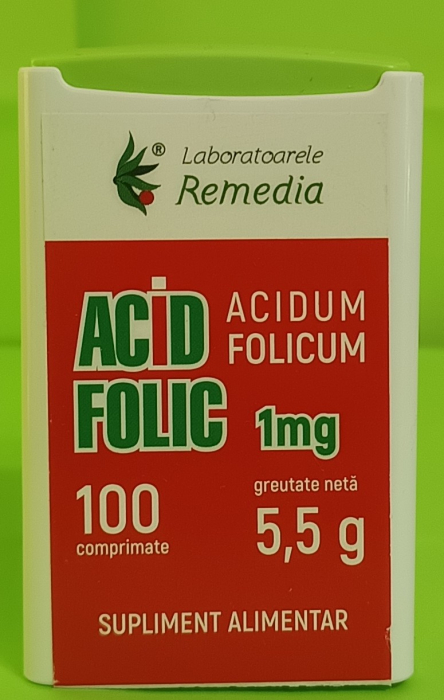 ®
Laboratoarele
Remedia
ACiD
FOLIC
ACIDUM
FOLICUM
1mg
100
comprimate
greutate netă
5,5 g
SUPLIMENT ALIMENTAR